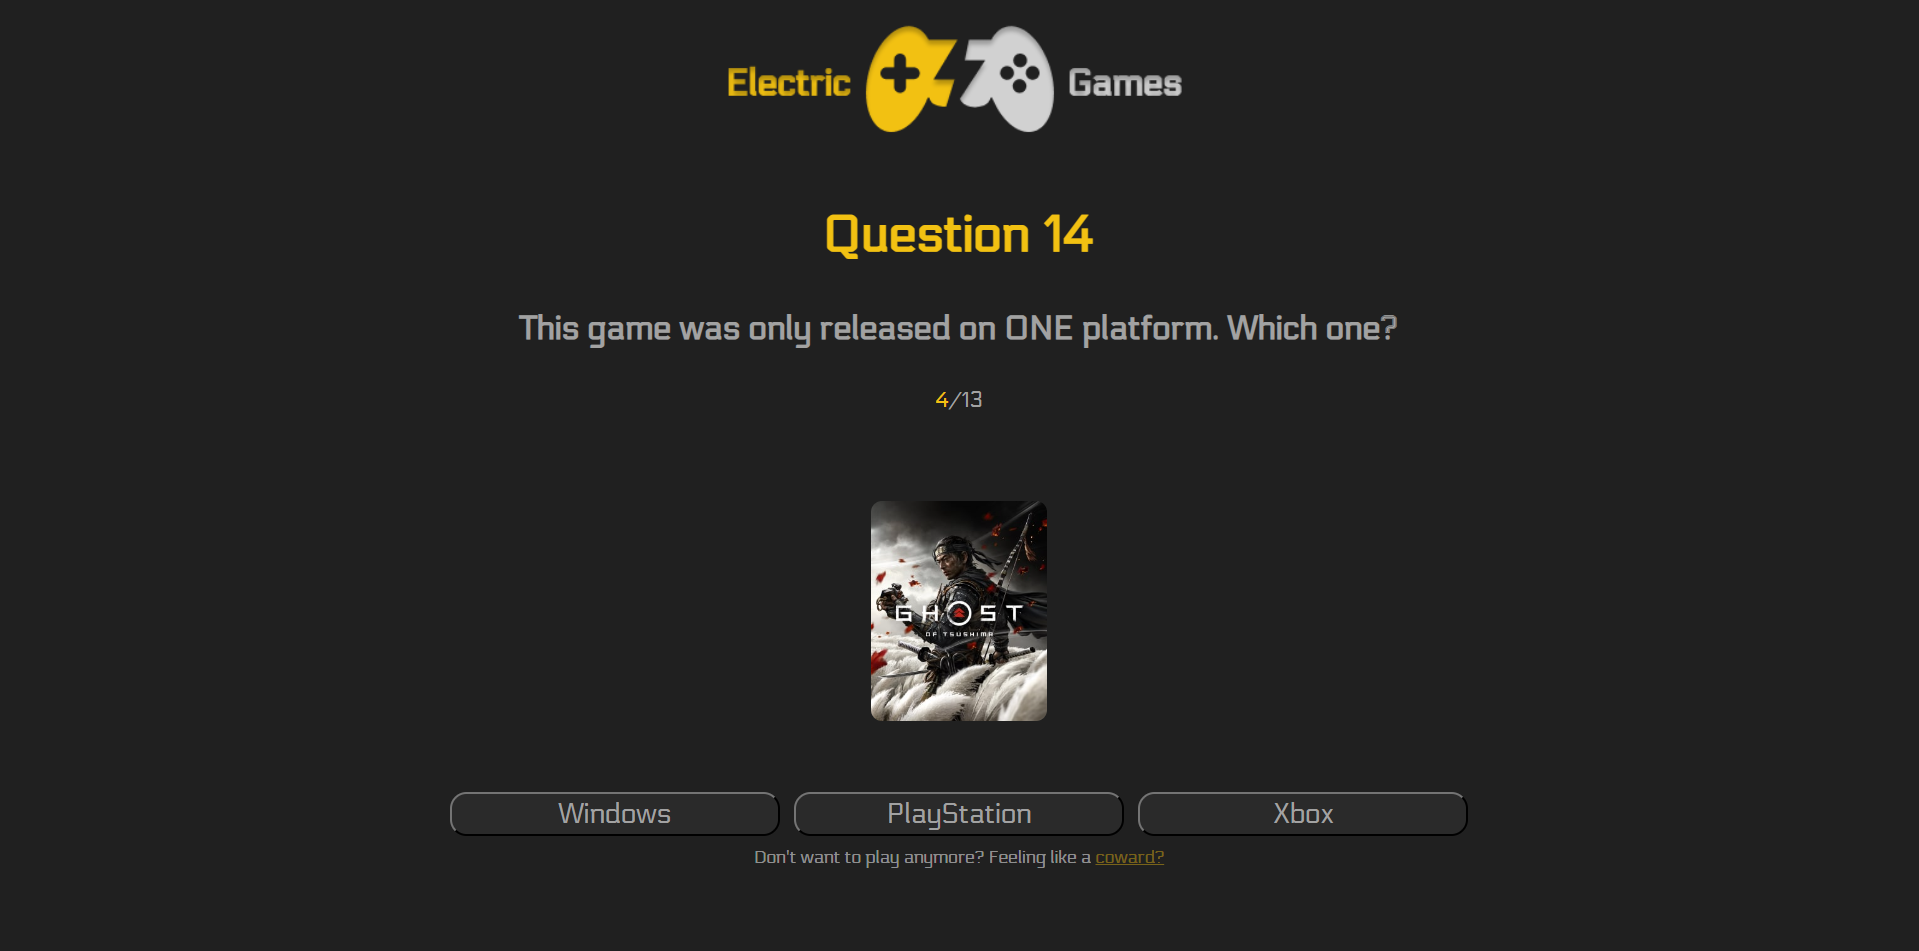 Electric Games
Question 14
This game was only released on ONE platform. Which one?
4/13
GHOST
OF TSUSHIMA
Windows
PlayStation
Xbox
Don't want to play anymore? Feeling like a coward?